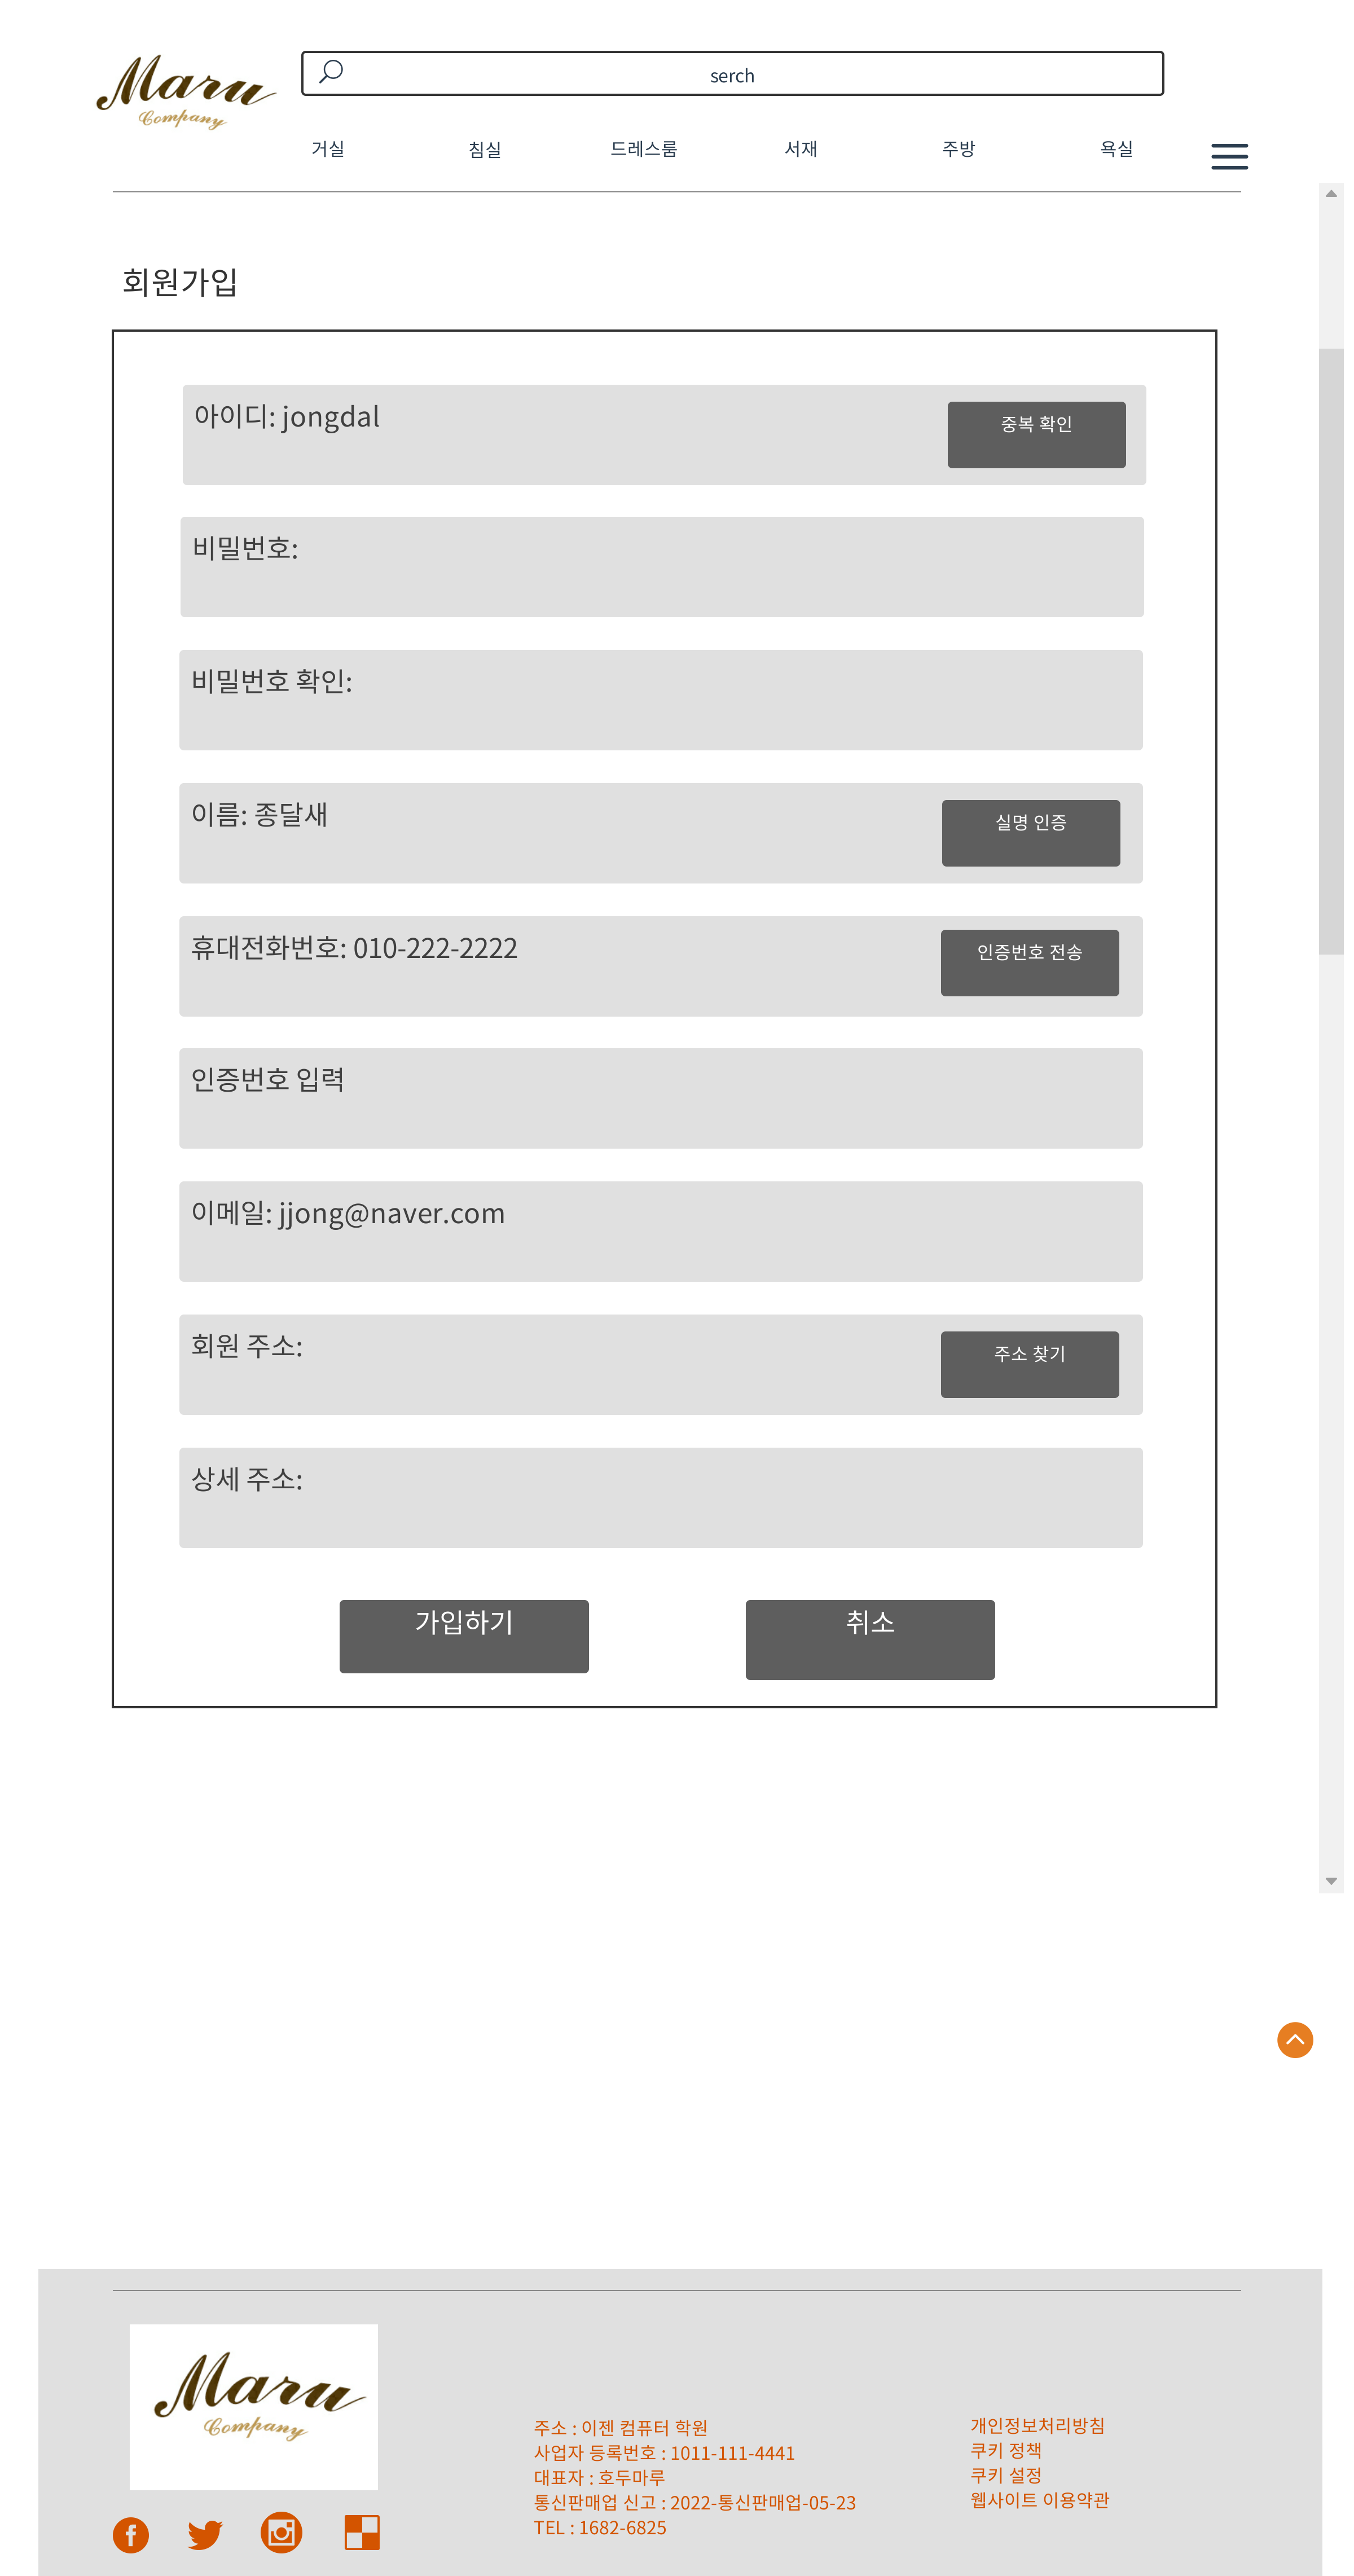 Maru
Company
serch
거실 침실 드레스룸 서재 주방 욕실
회원가입
아이디: jongdal 중복 확인
비밀번호:
비밀번호 확인:
이름: 종달새 실명 인증
휴대전화번호: 010-222-2222 인증번호 전송
인증번호 입력
이메일: jjong@naver.com
회원 주소: 주소 찾기
상세 주소:
가입하기 취소
Maru
Company
주소 : 이젠 컴퓨터 학원
사업자 등록번호 : 1011-111-4441
대표자 : 호두마루
통신판매업 신고 : 2022-통신판매업-05-23
TEL : 1682-6825
개인정보처리방침
쿠키 정책
쿠키 설정
웹사이트 이용약관